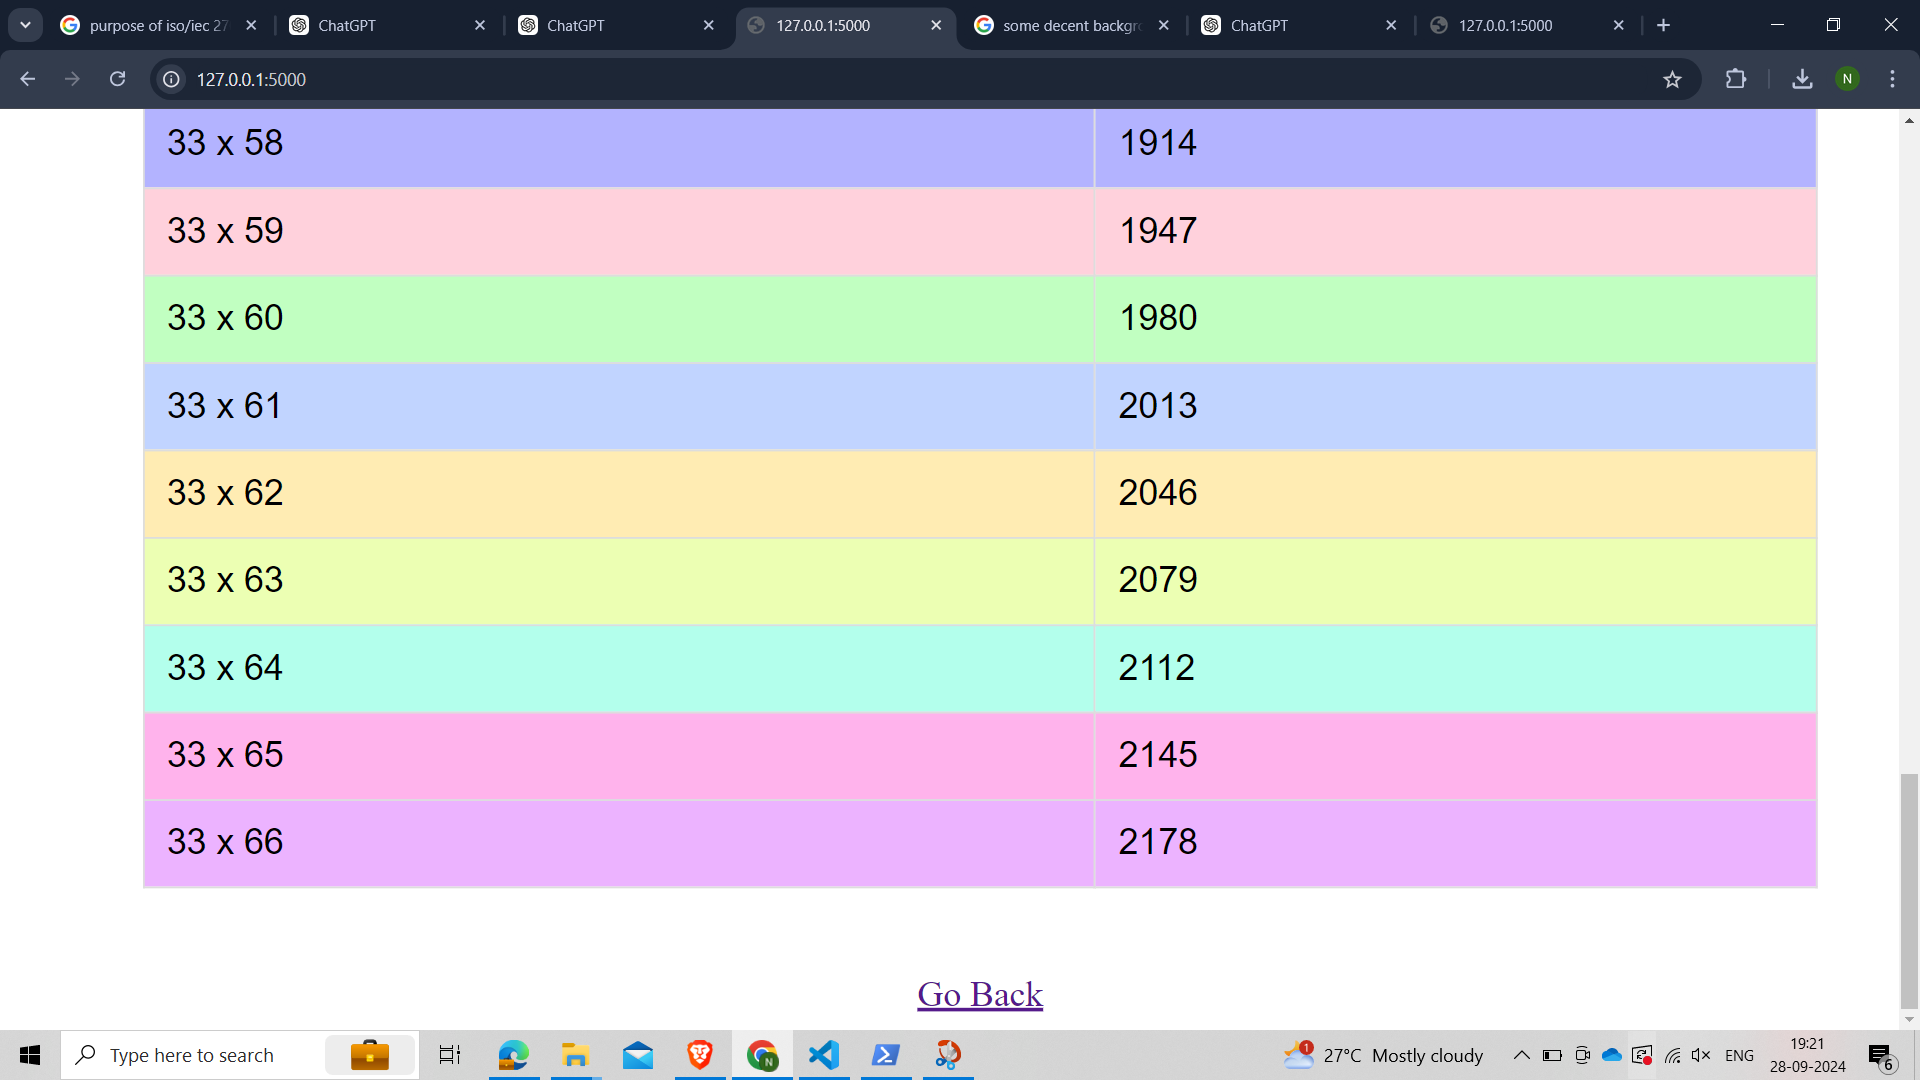 purpose of iso/iec 27
ChatGPT
ChatGPT
127.0.0.1:5000
some decent backgr
ChatGPT
127.0.0.1:5000
127.0.0.1:5000
N
33 x 58 1914
33 x 59 1947
33 x 60 1980
33 x 61 2013
33 x 62 2046
33 x 63 2079
33 x 64 2112
33 x 65 2145
33 x 66 2178
Go Back
Type here to search
N
1
27°C Mostly cloudy
ENG
19:21
28-09-2024
6